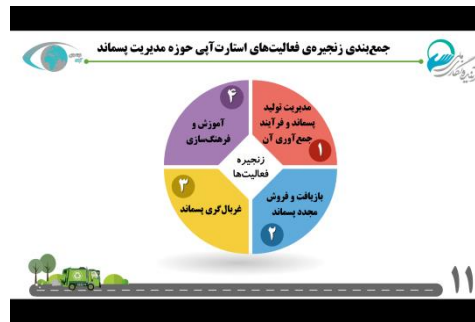 جمع‌بندی زنجیره‌ی فعالیت‌های استارت‌آپی حوزه مدیریت پسماند
مدیریت تولید
پسماند و فرآیند
جمع‌آوری آن
۱
بازیافت و فروش
مجدد پسماند
۲
۳
غربال‌گری پسماند
۴
آموزش و
فرهنگ‌سازی
زنجیره
فعالیت‌ها
۱۱